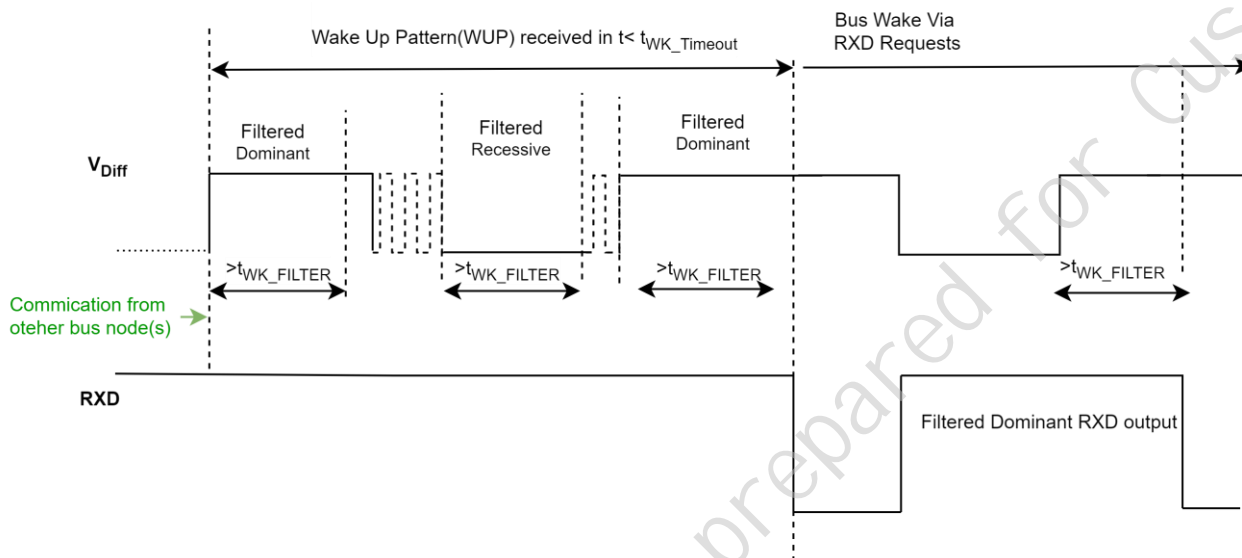 Wake Up Pattern(WUP) received in t< tWK_Timeout
Bus Wake Via
RXD Requests
Filtered
Dominant
Filtered
Recessive
Filtered
Dominant
VDiff
>tWK_FILTER
>tWK_FILTER
>tWK_FILTER
>tWK_FILTER
Commication from
oteher bus node(s)
RXD
Filtered Dominant RXD output
prepared for Cus